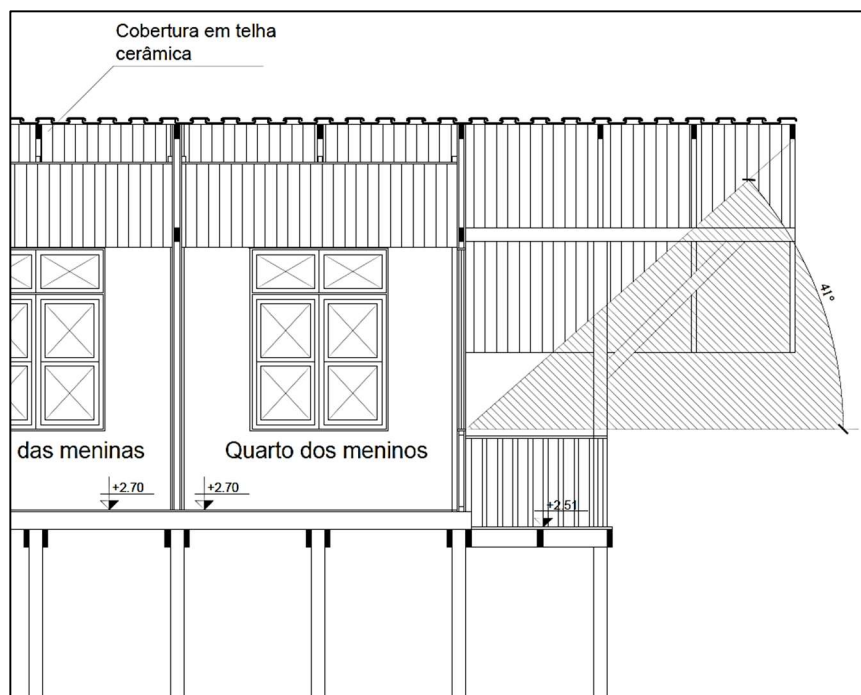 Cobertura em telha
cerâmica
41°
das meninas
Quarto dos meninos
+2.70
+2.70
+2.51